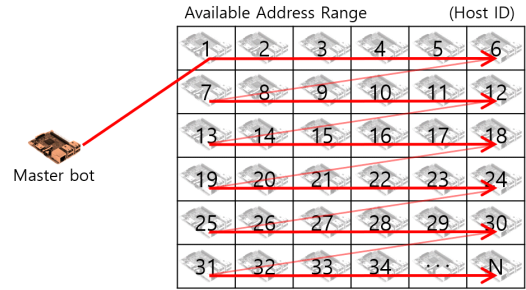 Available Address Range (Host ID)
1 2 3 4 5 6
7 8 9 10 11 12
13 14 15 16 17 18
Master bot
19 20 21 22 23 24
25 26 27 28 29 30
31 32 33 34 ... N